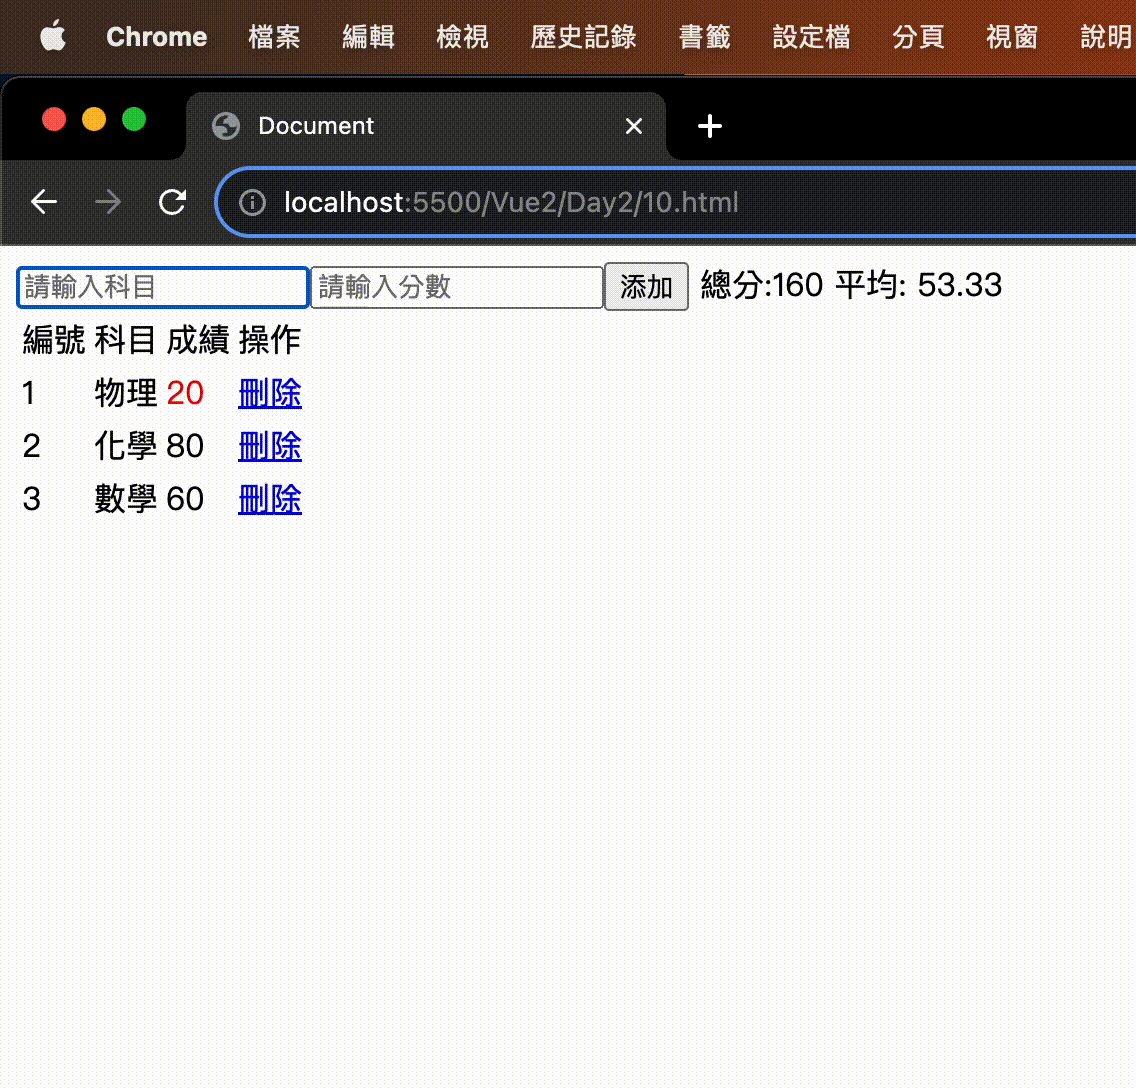 Chrome 檔案 編輯 檢視 歷史記錄 書籤 設定檔 分頁 視窗 說明
Document
localhost:5500/Vue2/Day2/10.html
請輸入科目 請輸入分數 添加 總分:160 平均: 53.33
編號 科目 成績 操作
1 物理 20 刪除
2 化學 80 刪除
3 數學 60 刪除